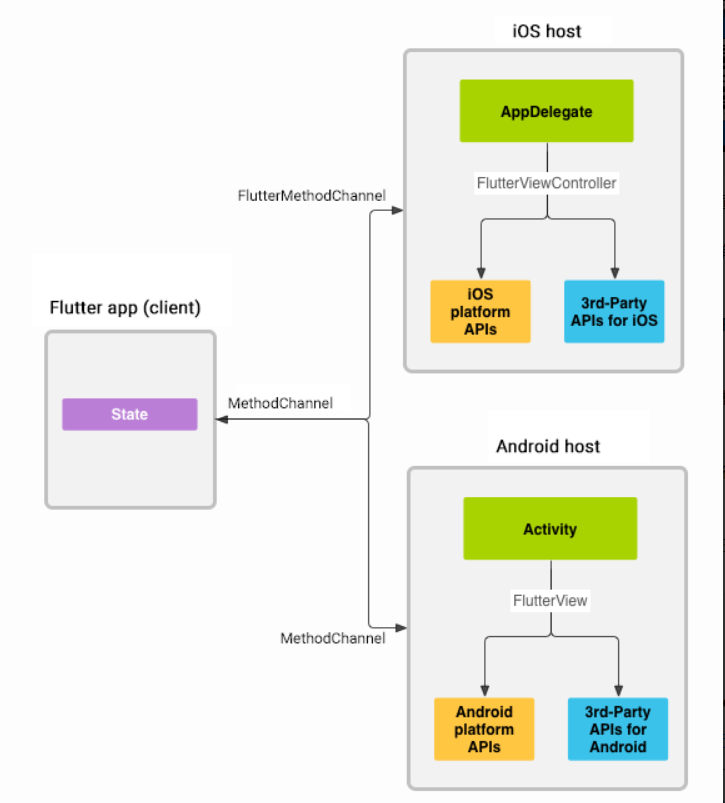 iOS host
AppDelegate
FlutterViewController
FlutterMethodChannel
iOS
platform
APIs
3rd-Party
APIs for iOS
Flutter app (client)
State
MethodChannel
Android host
Activity
FlutterView
MethodChannel
Android
platform
APIs
3rd-Party
APIs for
Android